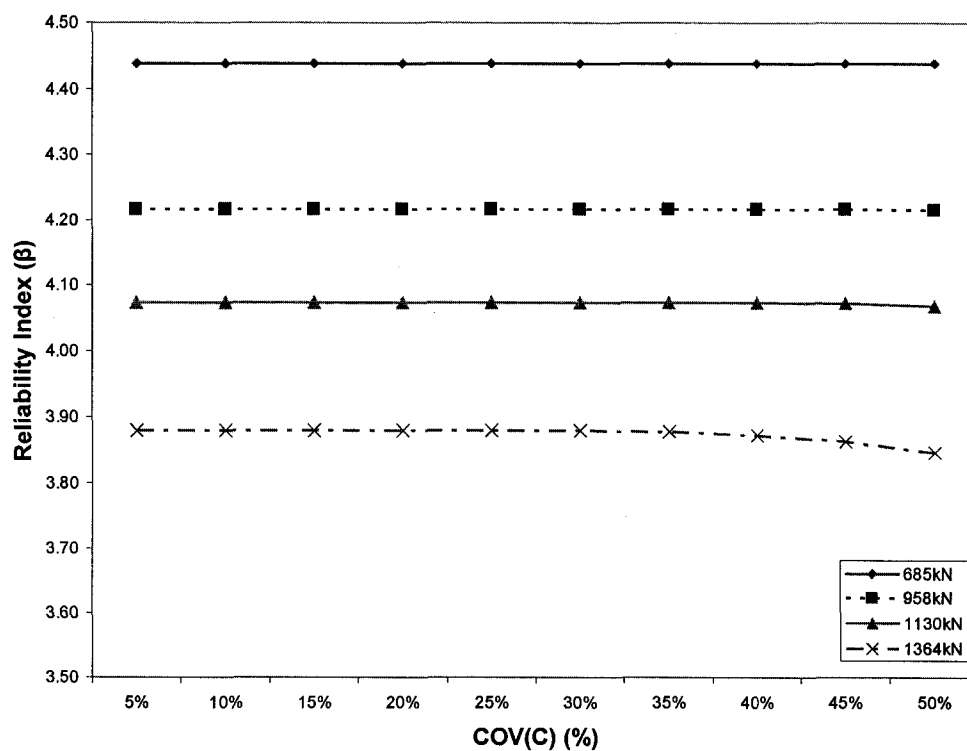 4.50
4.40
4.30
4.20
4.10
4.00
3.90
3.80
3.70
3.60
3.50
Reliability Index (β)
5% 10% 15% 20% 25% 30% 35% 40% 45% 50%
COV(C) (%)
685kN
958kN
1130kN
1364kN